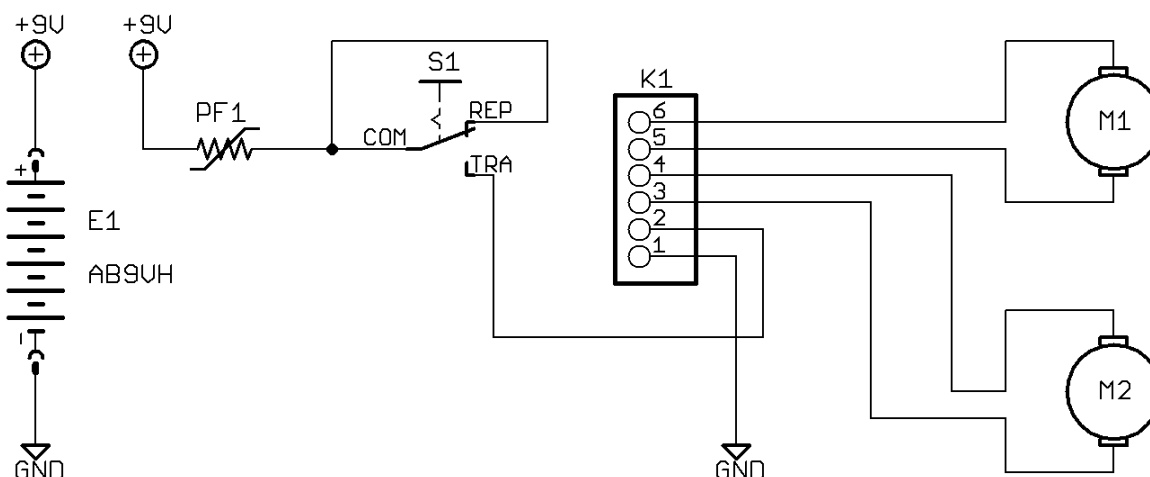 +9V
+9V
PF1
S1
COM
REP
TRA
K1
6
5
4
3
2
1
M1
M2
+
E1
AB9VH
-
GND
GND